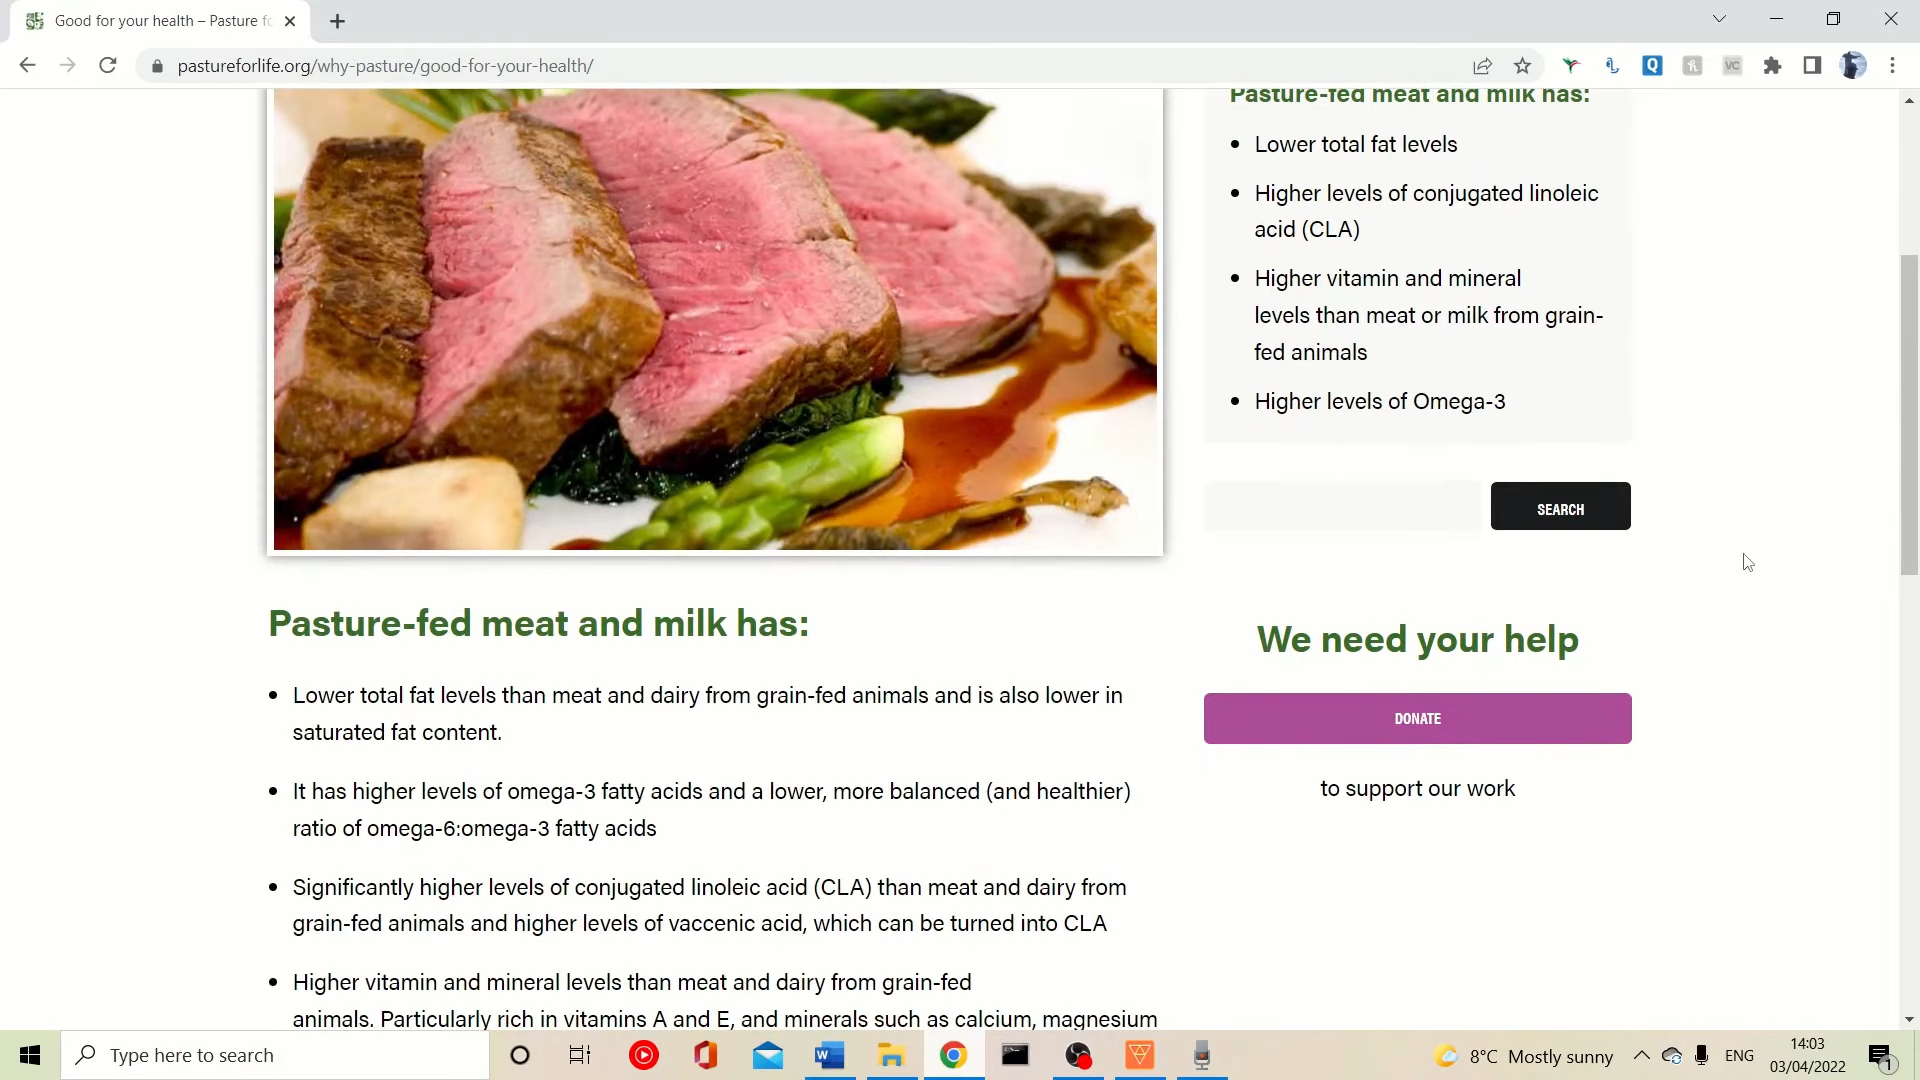 Good for your health – Pasture fo
pastureforlife.org/why-pasture/good-for-your-health/
Q
VC
Pasture-fed meat and milk has:
Lower total fat levels
Higher levels of conjugated linoleic
acid (CLA)
Higher vitamin and mineral
levels than meat or milk from grain-
fed animals
Higher levels of Omega-3
SEARCH
We need your help
DONATE
to support our work
Pasture-fed meat and milk has:
Lower total fat levels than meat and dairy from grain-fed animals and is also lower in
saturated fat content.
It has higher levels of omega-3 fatty acids and a lower, more balanced (and healthier)
ratio of omega-6:omega-3 fatty acids
Significantly higher levels of conjugated linoleic acid (CLA) than meat and dairy from
grain-fed animals and higher levels of vaccenic acid, which can be turned into CLA
Higher vitamin and mineral levels than meat and dairy from grain-fed
animals. Particularly rich in vitamins A and E, and minerals such as calcium, magnesium
Type here to search
8°C Mostly sunny
ENG
14:03
03/04/2022
1